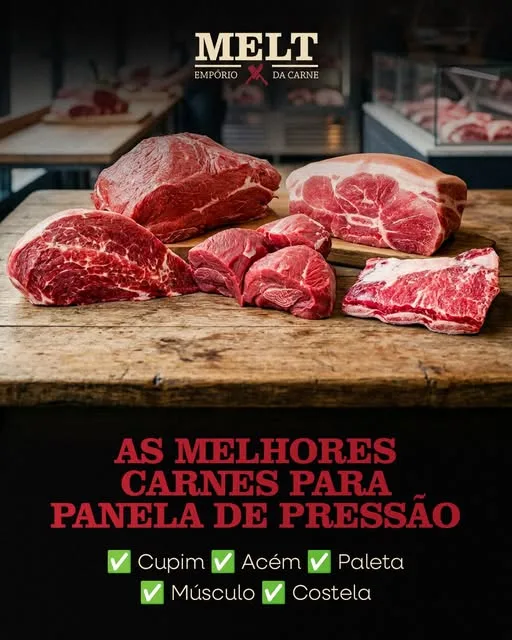 MELT
EMPÓRIO DA CARNE
AS MELHORES
CARNES PARA
PANELA DE PRESSÃO
✅ Cupim ✅ Acém ✅ Paleta
✅ Músculo ✅ Costela